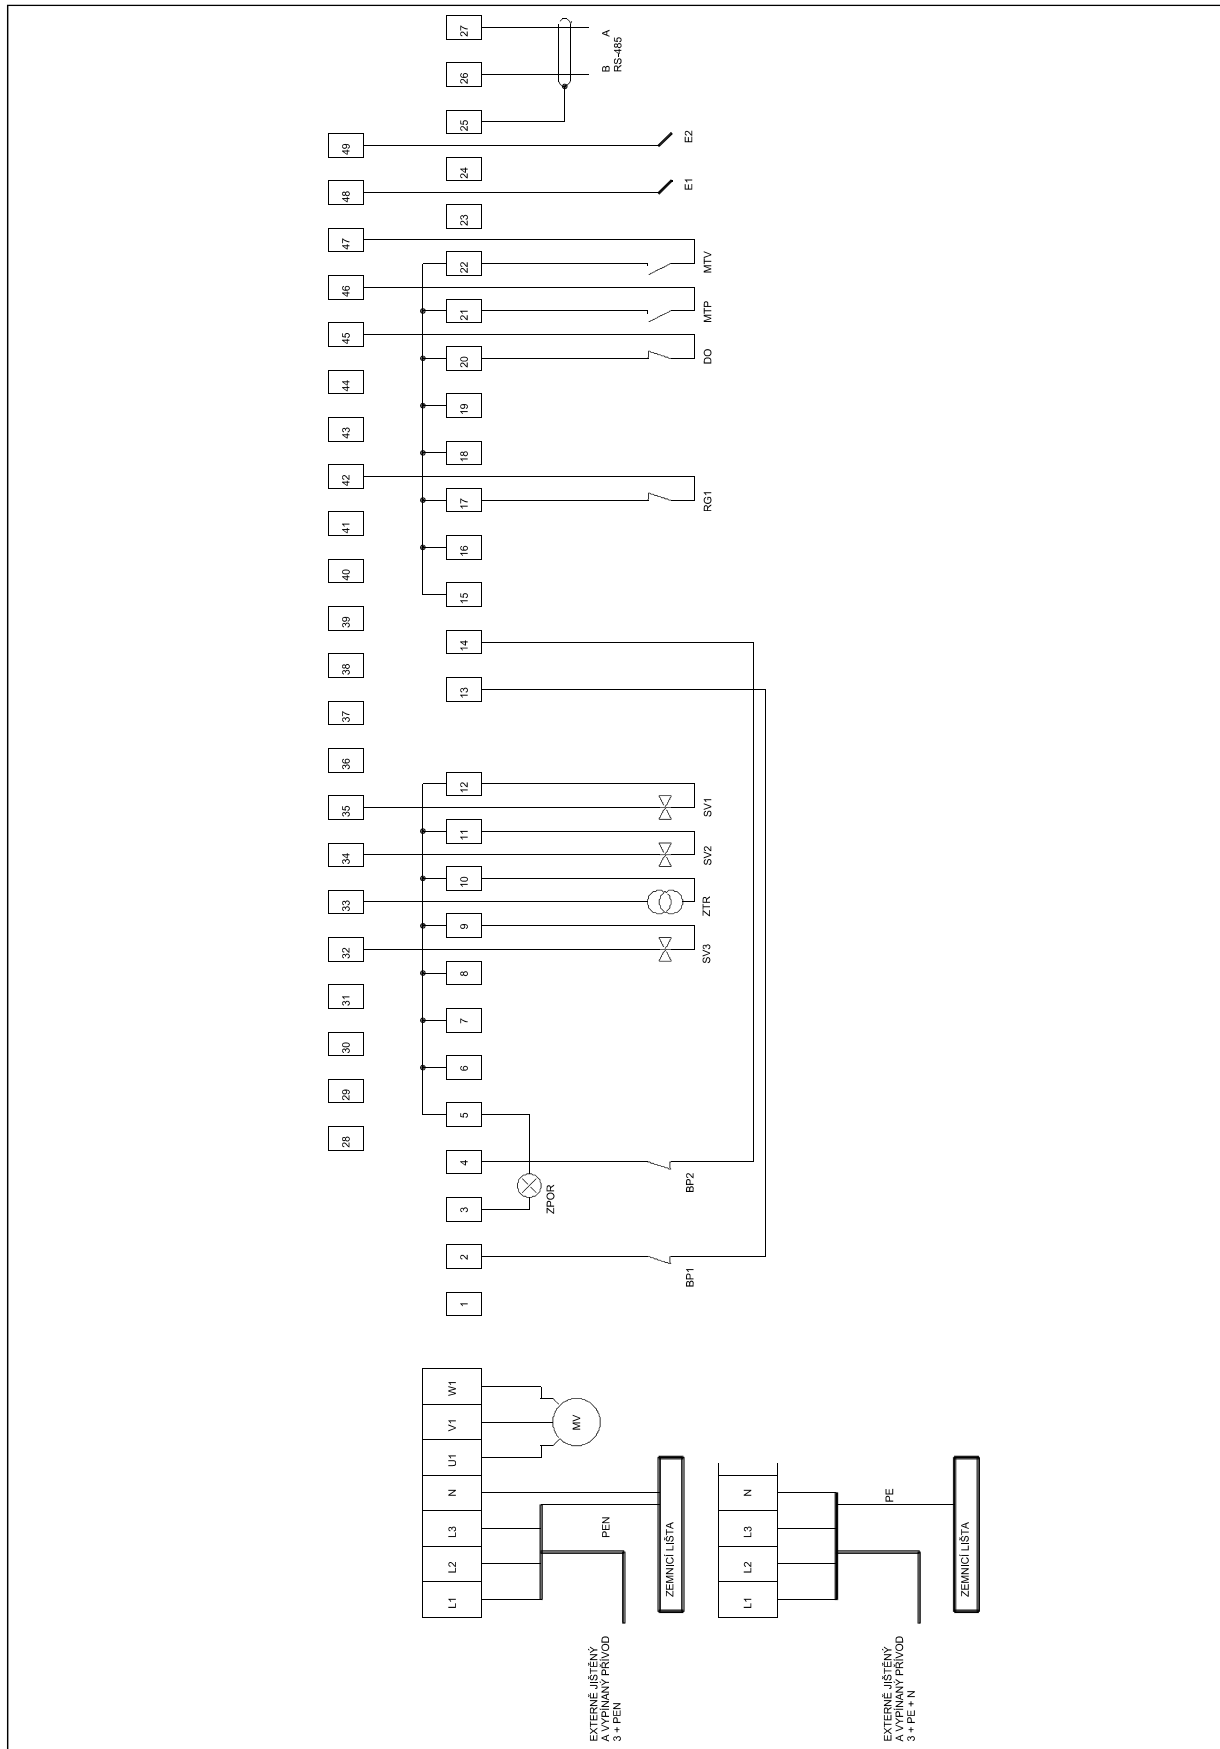 L1
L2
L3
N
U1
V1
W1
1
2
3
4
5
6
7
8
9
10
11
12
13
14
15
16
17
18
19
20
21
22
23
24
25
26
27
28
29
30
31
32
33
34
35
36
37
38
39
40
41
42
43
44
45
46
47
48
49
MV
ZPOR
BP1
BP2
SV3
ZTR
SV2
SV1
RG1
DO
MTP
MTV
E1
E2
B
A
RS-485
PEN
ZEMNICÍ LIŠTA
EXTERNĚ JIŠTĚNÝ
A VYPÍNANÝ PŘÍVOD
3 + PEN
L1
L2
L3
N
PE
ZEMNICÍ LIŠTA
EXTERNĚ JIŠTĚNÝ
A VYPÍNANÝ PŘÍVOD
3 + PE + N